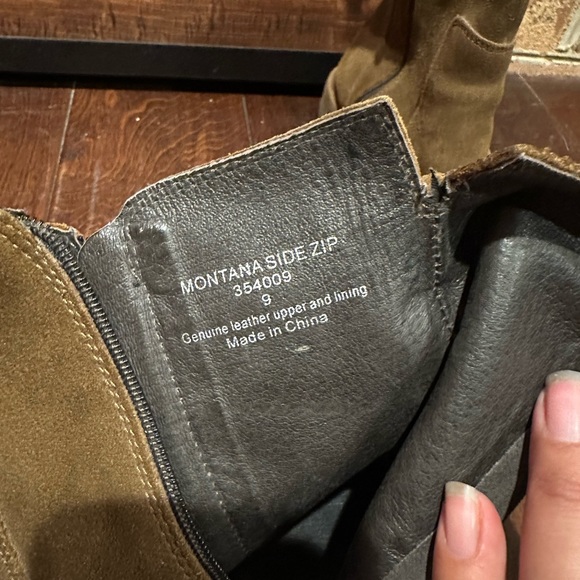 MONTANA SIDE ZIP
354009
9
Genuine leather upper and lining
Made in China